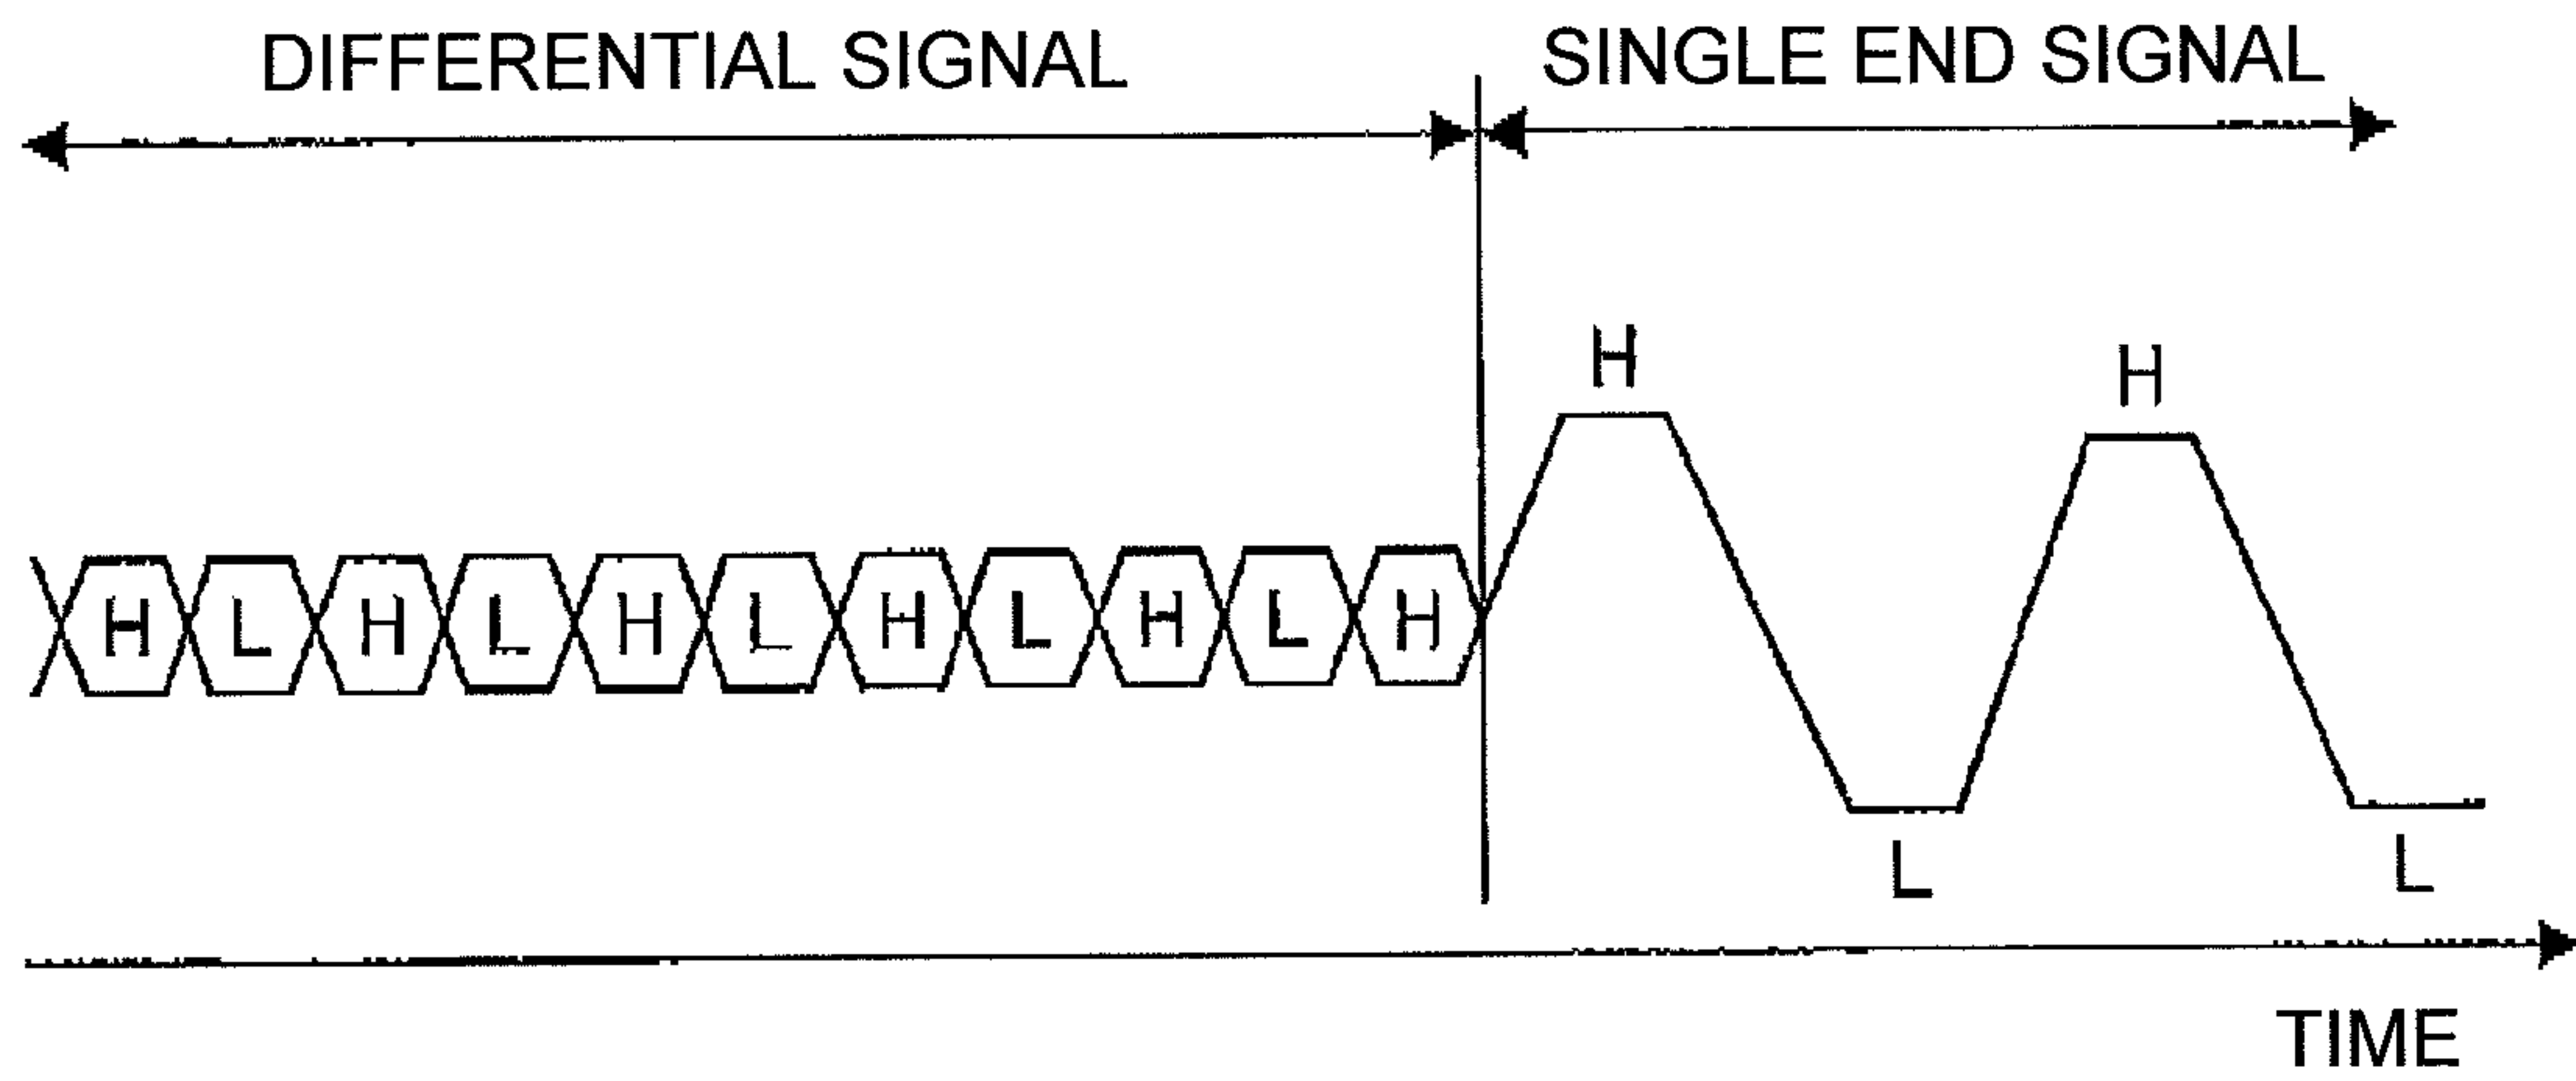 DIFFERENTIAL SIGNAL SINGLE END SIGNAL
H H
H L H L H L H L H L H
L L
TIME